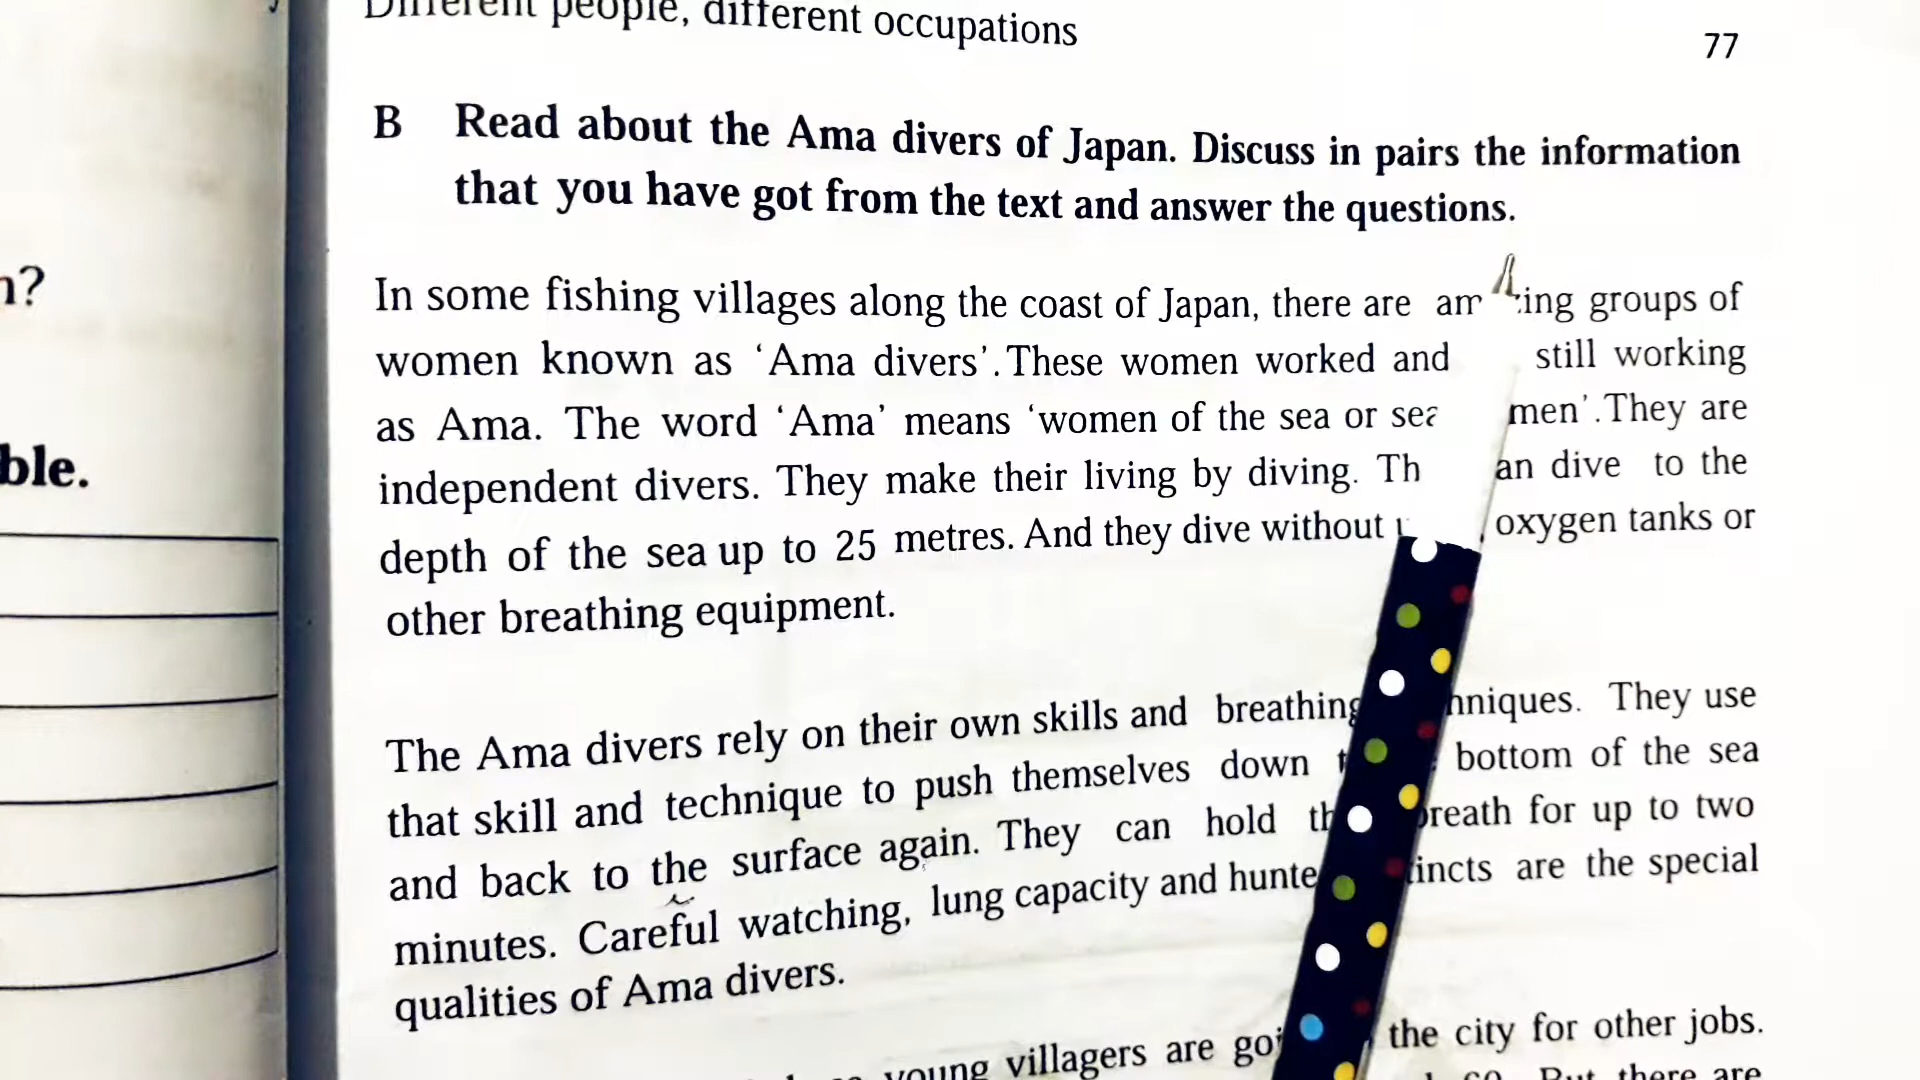 Different people, different occupations
77
B Read about the Ama divers of Japan. Discuss in pairs the information
that you have got from the text and answer the questions.
In some fishing villages along the coast of Japan, there are groups of
women known as ‘Ama divers’. These women worked and still working
as Ama. The word ‘Ama’ means ‘women of the sea or They are
independent divers. They make their living by diving. dive to the
depth of the sea up to 25 metres. And they dive without oxygen tanks or
other breathing equipment.
The Ama divers rely on their own skills and breathing They use
that skill and technique to push themselves down bottom of the sea
and back to the surface again. They can hold for up to two
minutes. Careful watching, lung capacity and are the special
qualities of Ama divers.
young villagers are the city for other jobs.
But there are
n?
ble.